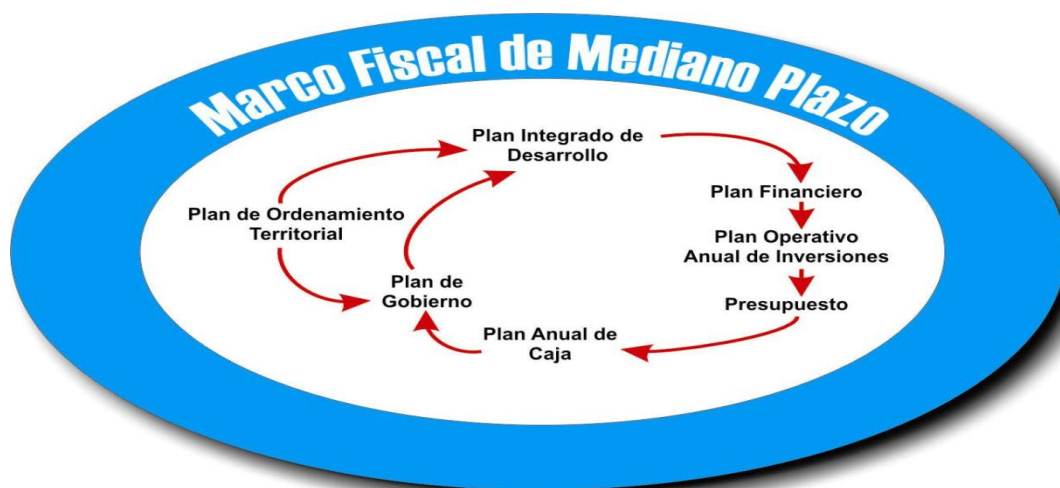 Marco Fiscal de Mediano Plazo
Plan Integrado de
Desarrollo
Plan Financiero
Plan de Ordenamiento
Territorial
Plan Operativo
Anual de Inversiones
Plan de
Gobierno
Presupuesto
Plan Anual de
Caja